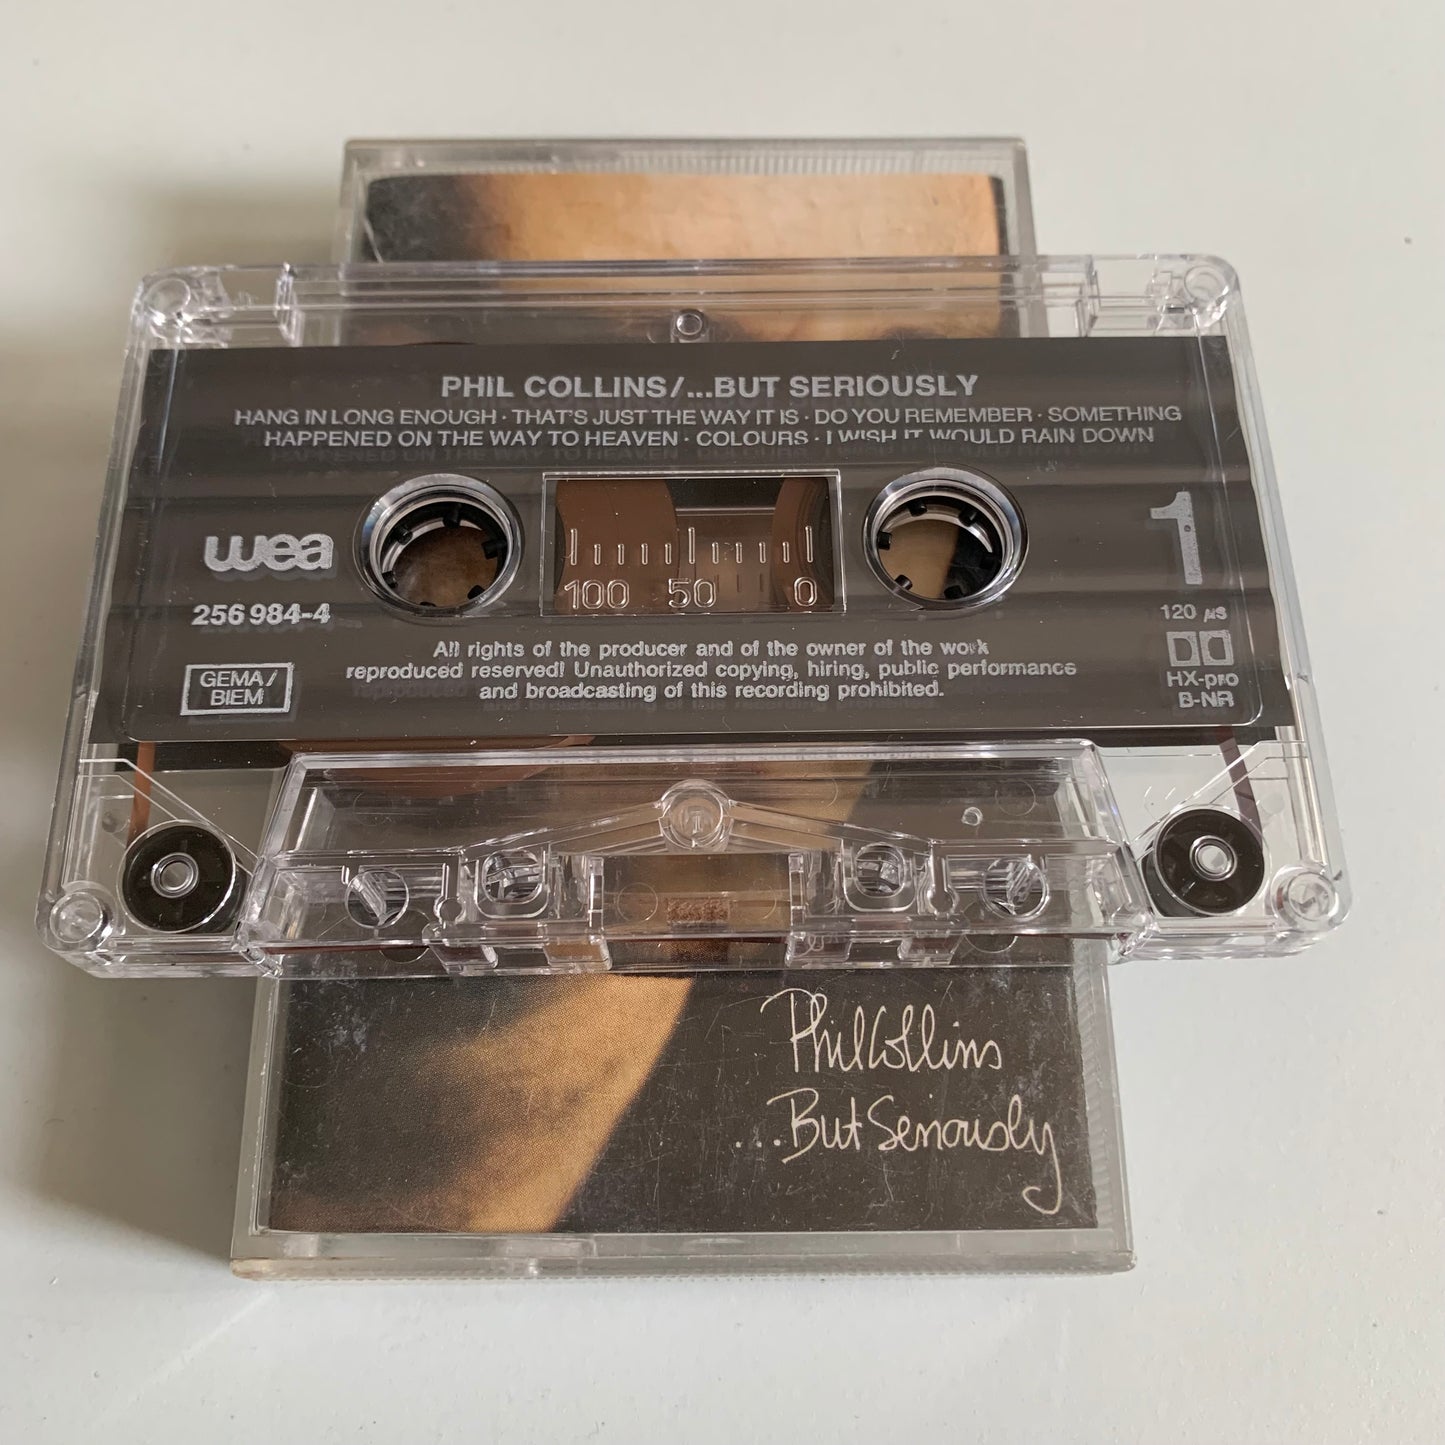 PHIL COLLINS/...BUT SERIOUSLY
HANG IN LONG ENOUGH · THAT'S JUST THE WAY IT IS · DO YOU REMEMBER · SOMETHING
HAPPENED ON THE WAY TO HEAVEN · COLOURS · I WISH IT WOULD RAIN DOWN
wea
256 984-4
GEMA/
BIEM
100 50 0
1
120 µs
HX-pro
B-NR
All rights of the producer and of the owner of the work
reproduced reserved! Unauthorized copying, hiring, public performance
and broadcasting of this recording prohibited.
Phil Collins
...But Seriously